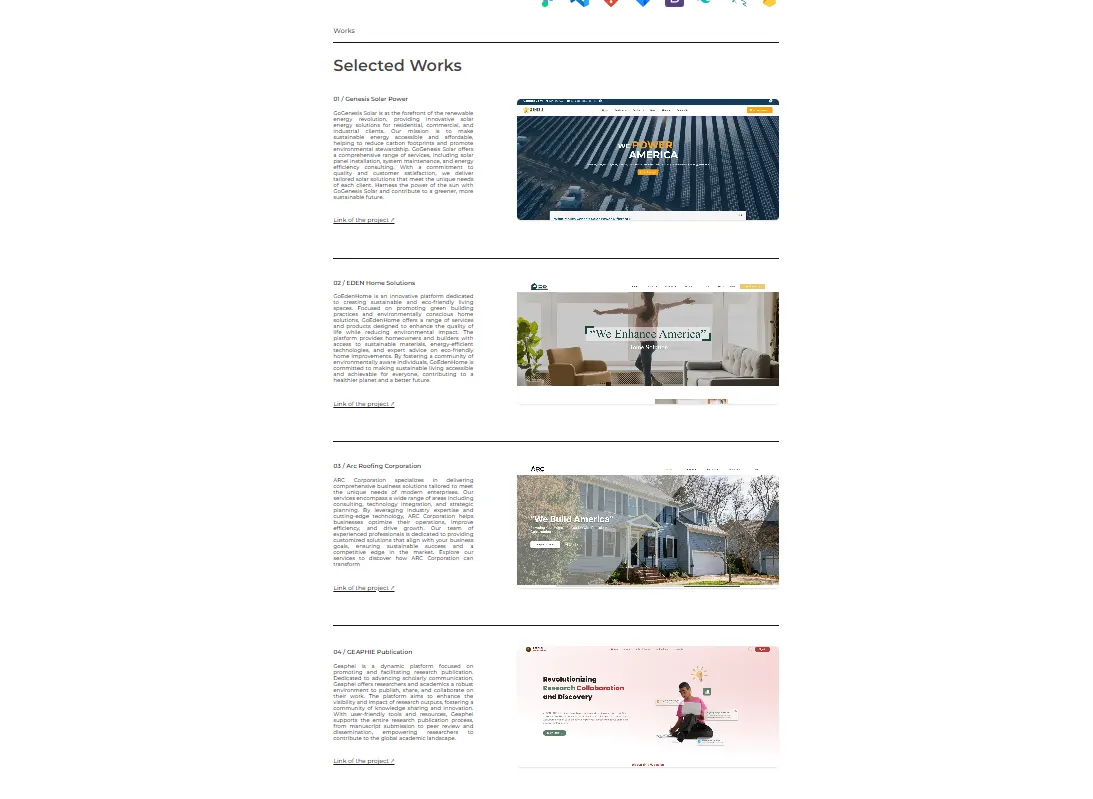 Works
Selected Works
01 / Genesis Solar Power
GoGenesis Solar is at the forefront of the renewable
energy revolution, providing innovative solar
energy solutions for residential, commercial, and
industrial clients. Our mission is to make
sustainable energy accessible and affordable,
helping to reduce carbon footprints and promote
environmental stewardship. GoGenesis Solar offers
a comprehensive range of services, including solar
panel installation, system maintenance, and energy
efficiency consulting. With a commitment to
quality and customer satisfaction, we deliver
tailored solar solutions that meet the unique needs
of each client. Harness the power of the sun with
GoGenesis Solar and contribute to a greener, more
sustainable future.
Link of the project ↗
WE POWER
AMERICA
02 / EDEN Home Solutions
GoEdenHome is an innovative platform dedicated
to creating sustainable and eco-friendly living
spaces. Focused on promoting green building
practices and environmentally conscious home
solutions, GoEdenHome offers a range of services
and products designed to enhance the quality of
life while reducing environmental impact. The
platform provides homeowners and builders with
access to sustainable materials, energy-efficient
technologies, and expert advice on eco-friendly
home improvements. By fostering a community of
environmentally aware individuals, GoEdenHome is
committed to making sustainable living accessible
and achievable for everyone, contributing to a
healthier planet and a better future.
Link of the project ↗
“We Enhance America”
Home Solution
03 / Arc Roofing Corporation
ARC Corporation specializes in delivering
comprehensive business solutions tailored to meet
the unique needs of modern enterprises. Our
services encompass a wide range of areas including
consulting, technology integration, and strategic
planning. By leveraging industry expertise and
cutting-edge technology, ARC Corporation helps
businesses optimize their operations, improve
efficiency, and drive growth. Our team of
experienced professionals is dedicated to providing
customized solutions that align with your business
goals, ensuring sustainable success and a
competitive edge in the market. Explore our
services to discover how ARC Corporation can
transform
Link of the project ↗
ARC
"We Build America"
04 / GEAPHIE Publication
Geaphei is a dynamic platform focused on
promoting and facilitating research publication.
Dedicated to advancing scholarly communication,
Geaphei offers researchers and academics a robust
environment to publish, share, and collaborate on
their work. The platform aims to enhance the
visibility and impact of research outputs, fostering a
community of knowledge sharing and innovation.
With user-friendly tools and resources, Geaphei
supports the entire research publication process,
from manuscript submission to peer review and
dissemination, empowering researchers to
contribute to the global academic landscape.
Link of the project ↗
Revolutionizing
Research Collaboration
and Discovery